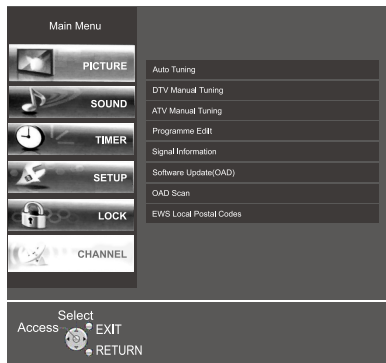 Main Menu
PICTURE
SOUND
TIMER
SETUP
LOCK
CHANNEL
Auto Tuning
DTV Manual Tuning
ATV Manual Tuning
Programme Edilt
Signal Information
Software Update(OAD)
OAD Scan
EWS Local Postal Codes
Select
Access
EXIT
RETURN